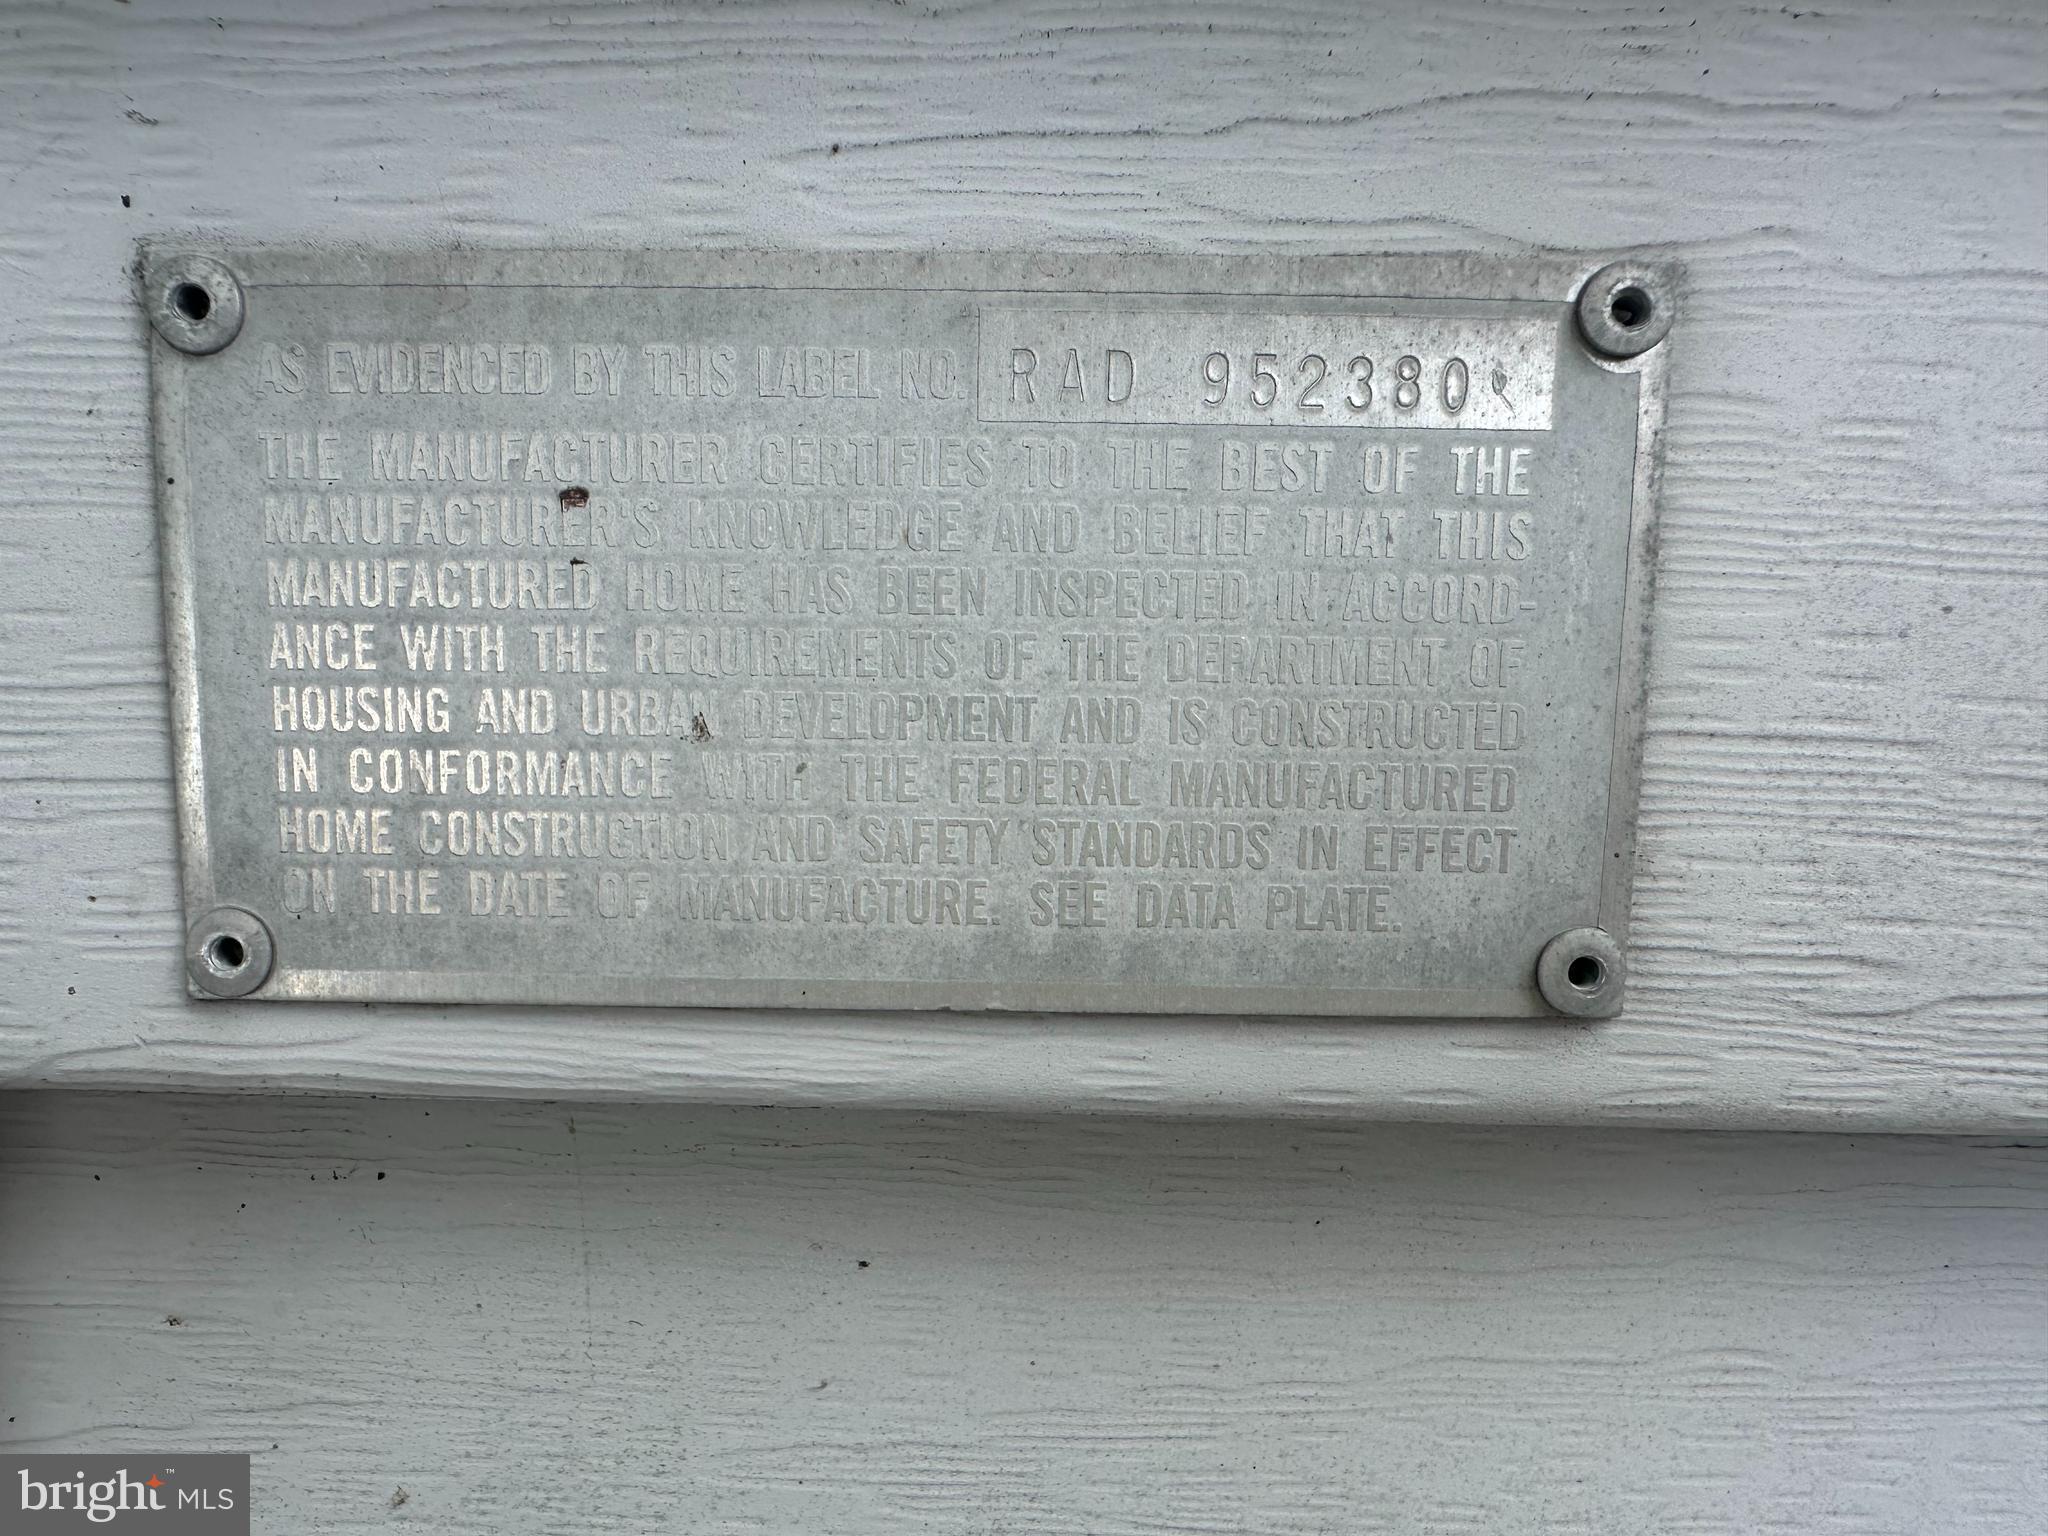 AS EVIDENCED BY THIS LABEL NO. RAD 952380
THE MANUFACTURER CERTIFIES TO THE BEST OF THE
MANUFACTURER'S KNOWLEDGE AND BELIEF THAT THIS
MANUFACTURED HOME HAS BEEN INSPECTED IN ACCORD-
ANCE WITH THE REQUIREMENTS OF THE DEPARTMENT OF
HOUSING AND URBAN DEVELOPMENT AND IS CONSTRUCTED
IN CONFORMANCE WITH THE FEDERAL MANUFACTURED
HOME CONSTRUCTION AND SAFETY STANDARDS IN EFFECT
ON THE DATE OF MANUFACTURE. SEE DATA PLATE.
bright™ MLS